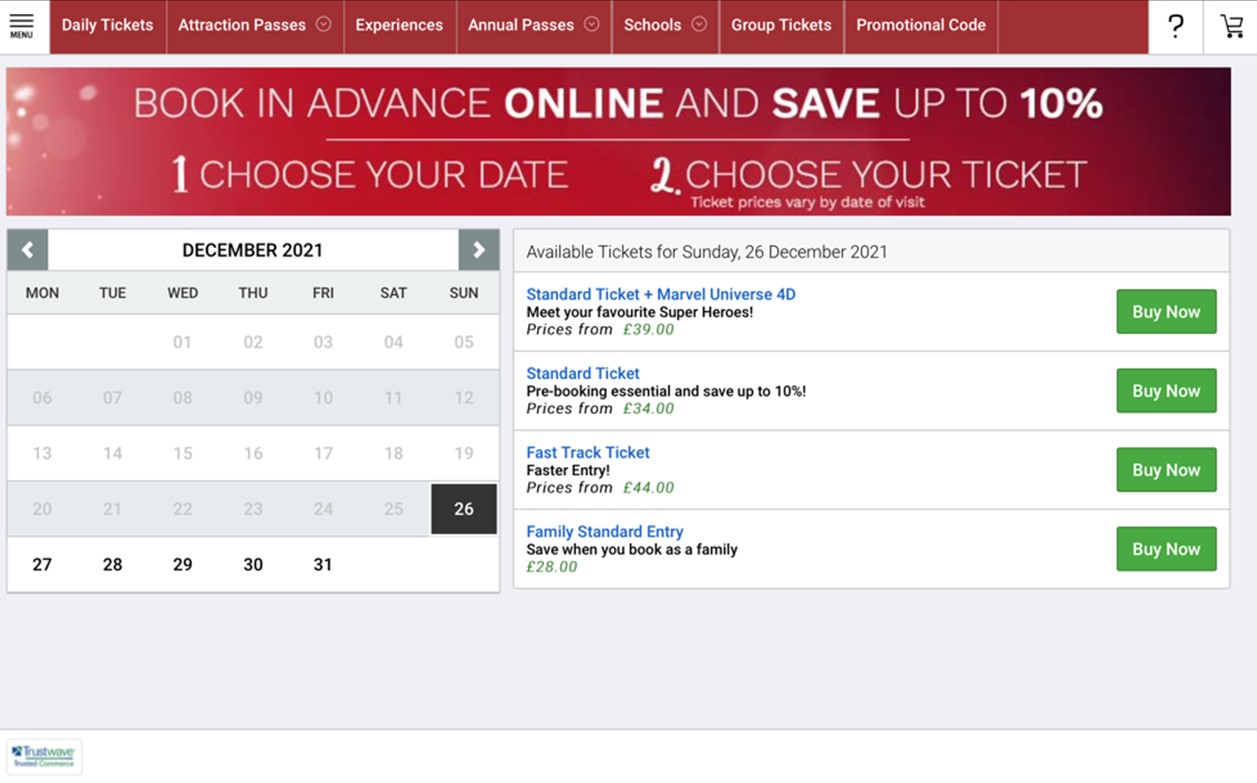 MENU
Daily Tickets
Attraction Passes
Experiences
Annual Passes
Schools
Group Tickets
Promotional Code
?
BOOK IN ADVANCE ONLINE AND SAVE UP TO 10%
1 CHOOSE YOUR DATE
2. CHOOSE YOUR TICKET
Ticket prices vary by date of visit
DECEMBER 2021
MON TUE WED THU FRI SAT SUN
01 02 03 04 05
06 07 08 09 10 11 12
13 14 15 16 17 18 19
20 21 22 23 24 25 26
27 28 29 30 31
Available Tickets for Sunday, 26 December 2021
Standard Ticket + Marvel Universe 4D
Meet your favourite Super Heroes!
Prices from £39.00
Buy Now
Standard Ticket
Pre-booking essential and save up to 10%!
Prices from £34.00
Buy Now
Fast Track Ticket
Faster Entry!
Prices from £44.00
Buy Now
Family Standard Entry
Save when you book as a family
£28.00
Buy Now
Trustwave
Trusted Commerce